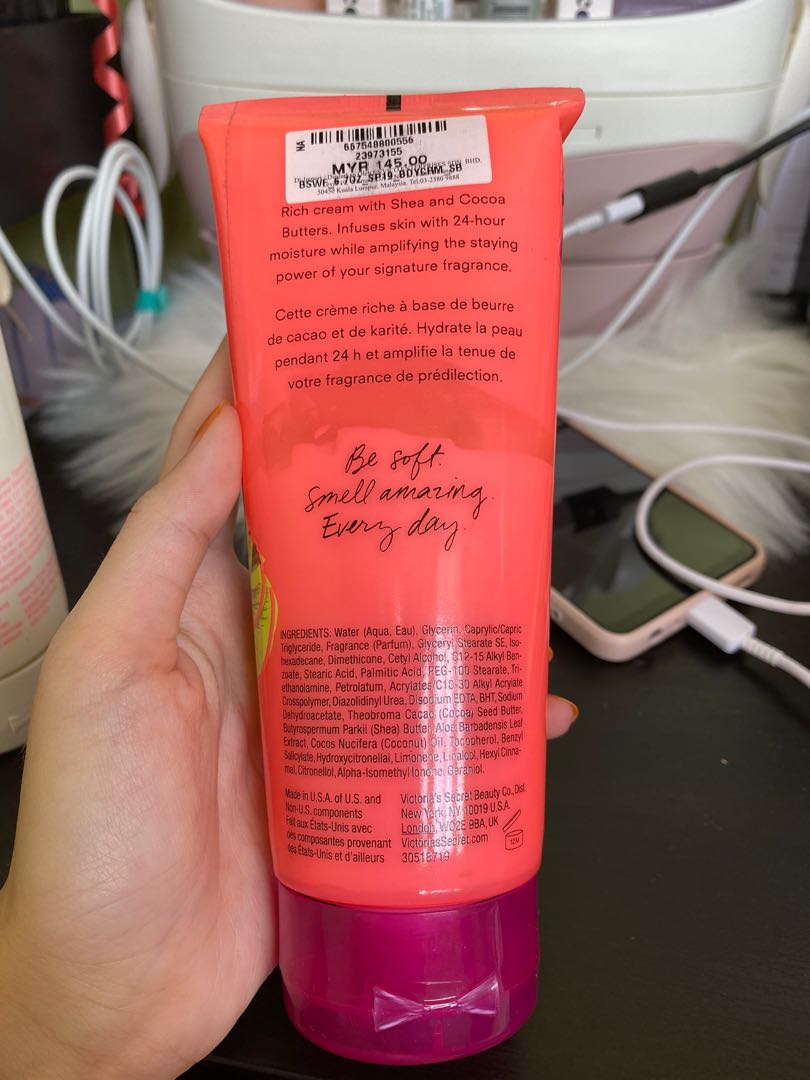 NA
667548800556
23973155
MYR 145.00
BSWF 6.7OZ SP19 BDYCRM SB
50450 Kuala Lumpur, Malaysia. Tel:03-2380 9888
Rich cream with Shea and Cocoa
Butters. Infuses skin with 24-hour
moisture while amplifying the staying
power of your signature fragrance.
Cette crème riche à base de beurre
de cacao et de karité. Hydrate la peau
pendant 24 h et amplifie la tenue de
votre fragrance de prédilection.
Be soft.
Smell amazing.
Every day.
INGREDIENTS: Water (Aqua, Eau), Glycerin, Caprylic/Capric
Triglyceride, Fragrance (Parfum), Glyceryl Stearate SE, Iso-
hexadecane, Dimethicone, Cetyl Alcohol, C12-15 Alkyl Ben-
zoate, Stearic Acid, Palmitic Acid, PEG-100 Stearate, Tri-
ethanolamine, Petrolatum, Acrylates/C10-30 Alkyl Acrylate
Crosspolymer, Diazolidinyl Urea, Disodium EDTA, BHT, Sodium
Dehydroacetate, Theobroma Cacao (Cocoa) Seed Butter,
Butyrospermum Parkii (Shea) Butter, Aloe Barbadensis Leaf
Extract, Cocos Nucifera (Coconut) Oil, Tocopherol, Benzyl
Salicylate, Hydroxycitronellal, Limonene, Linalool, Hexyl Cinna-
mal, Citronellol, Alpha-Isomethyl Ionone, Geraniol.
Made in U.S.A. of U.S. and
Non-U.S. components
Fait aux États-Unis avec
des composantes provenant
des États-Unis et d'ailleurs
Victoria's Secret Beauty Co., Dist.
New York, NY 10019 U.S.A.
London, WC2E 9BA, UK
VictoriasSecret.com
30518719
12M